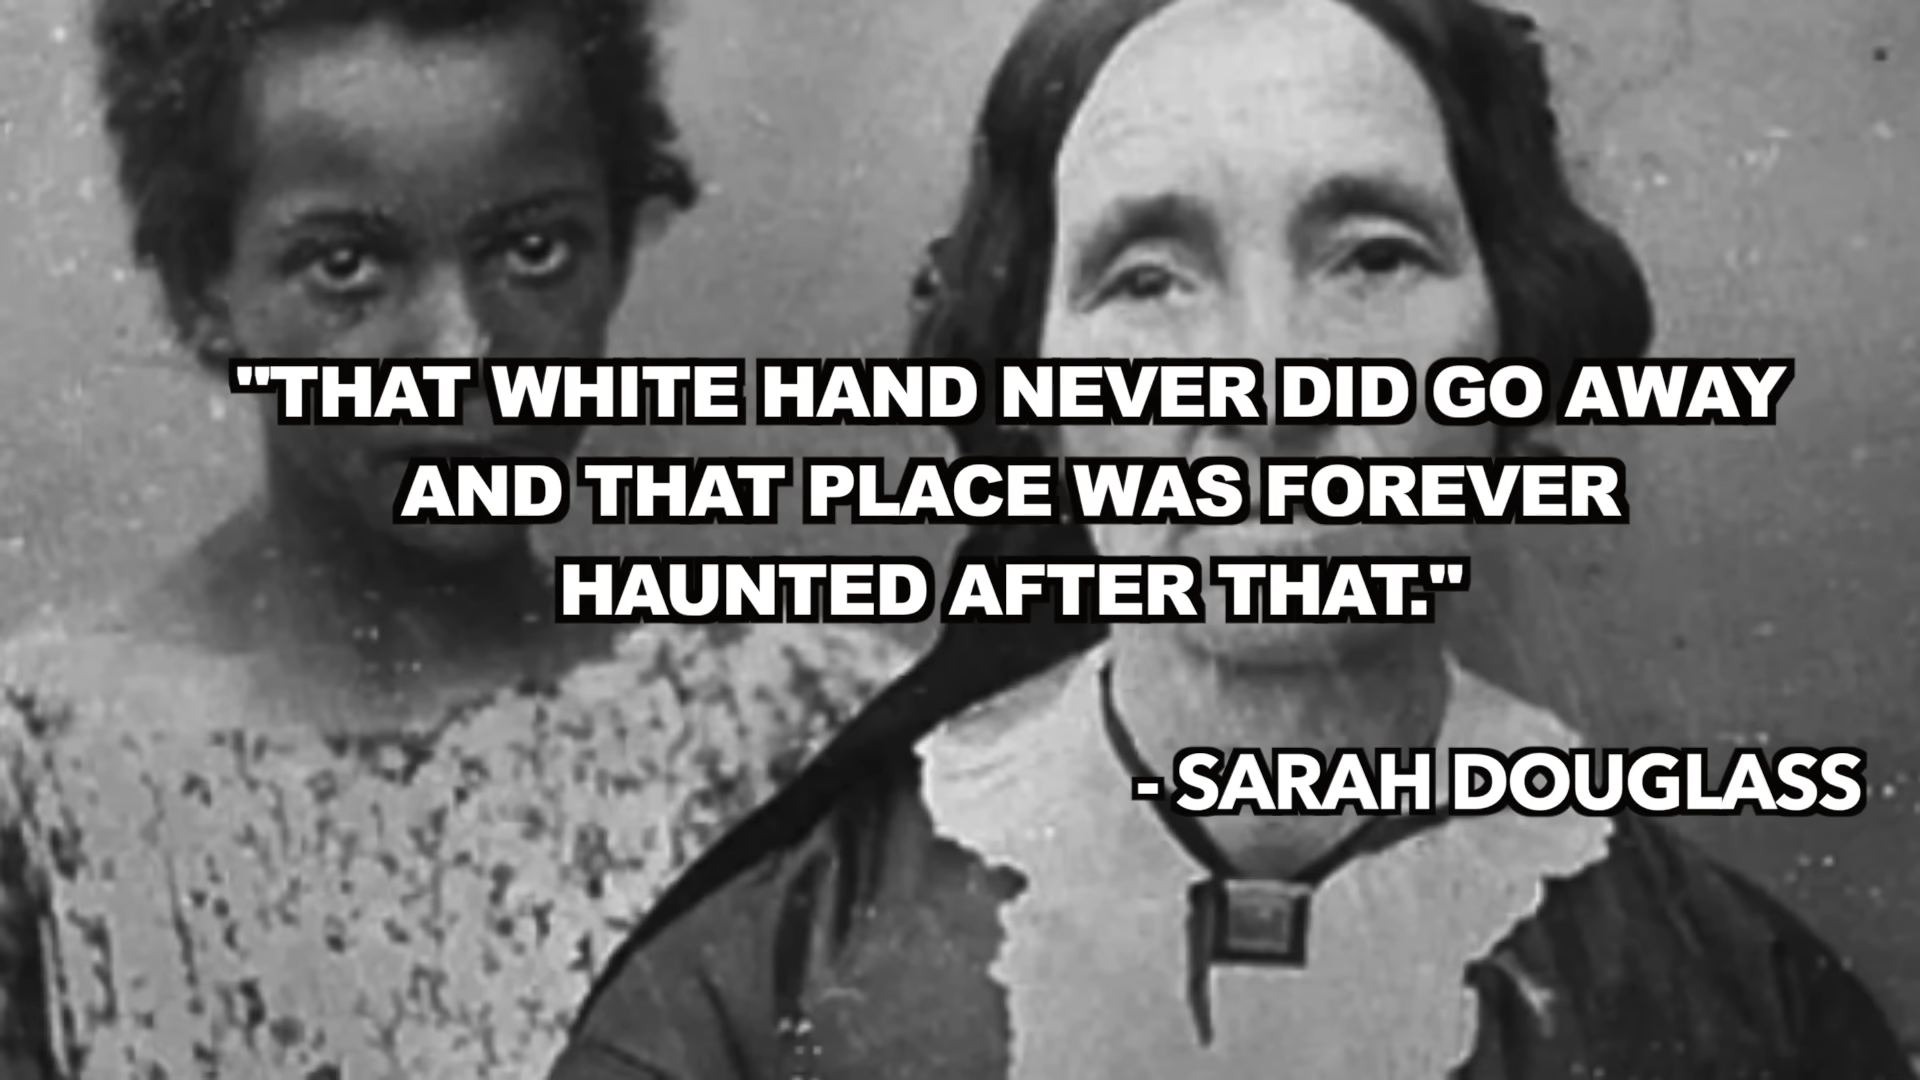 "THAT WHITE HAND NEVER DID GO AWAY
AND THAT PLACE WAS FOREVER
HAUNTED AFTER THAT."
- SARAH DOUGLASS